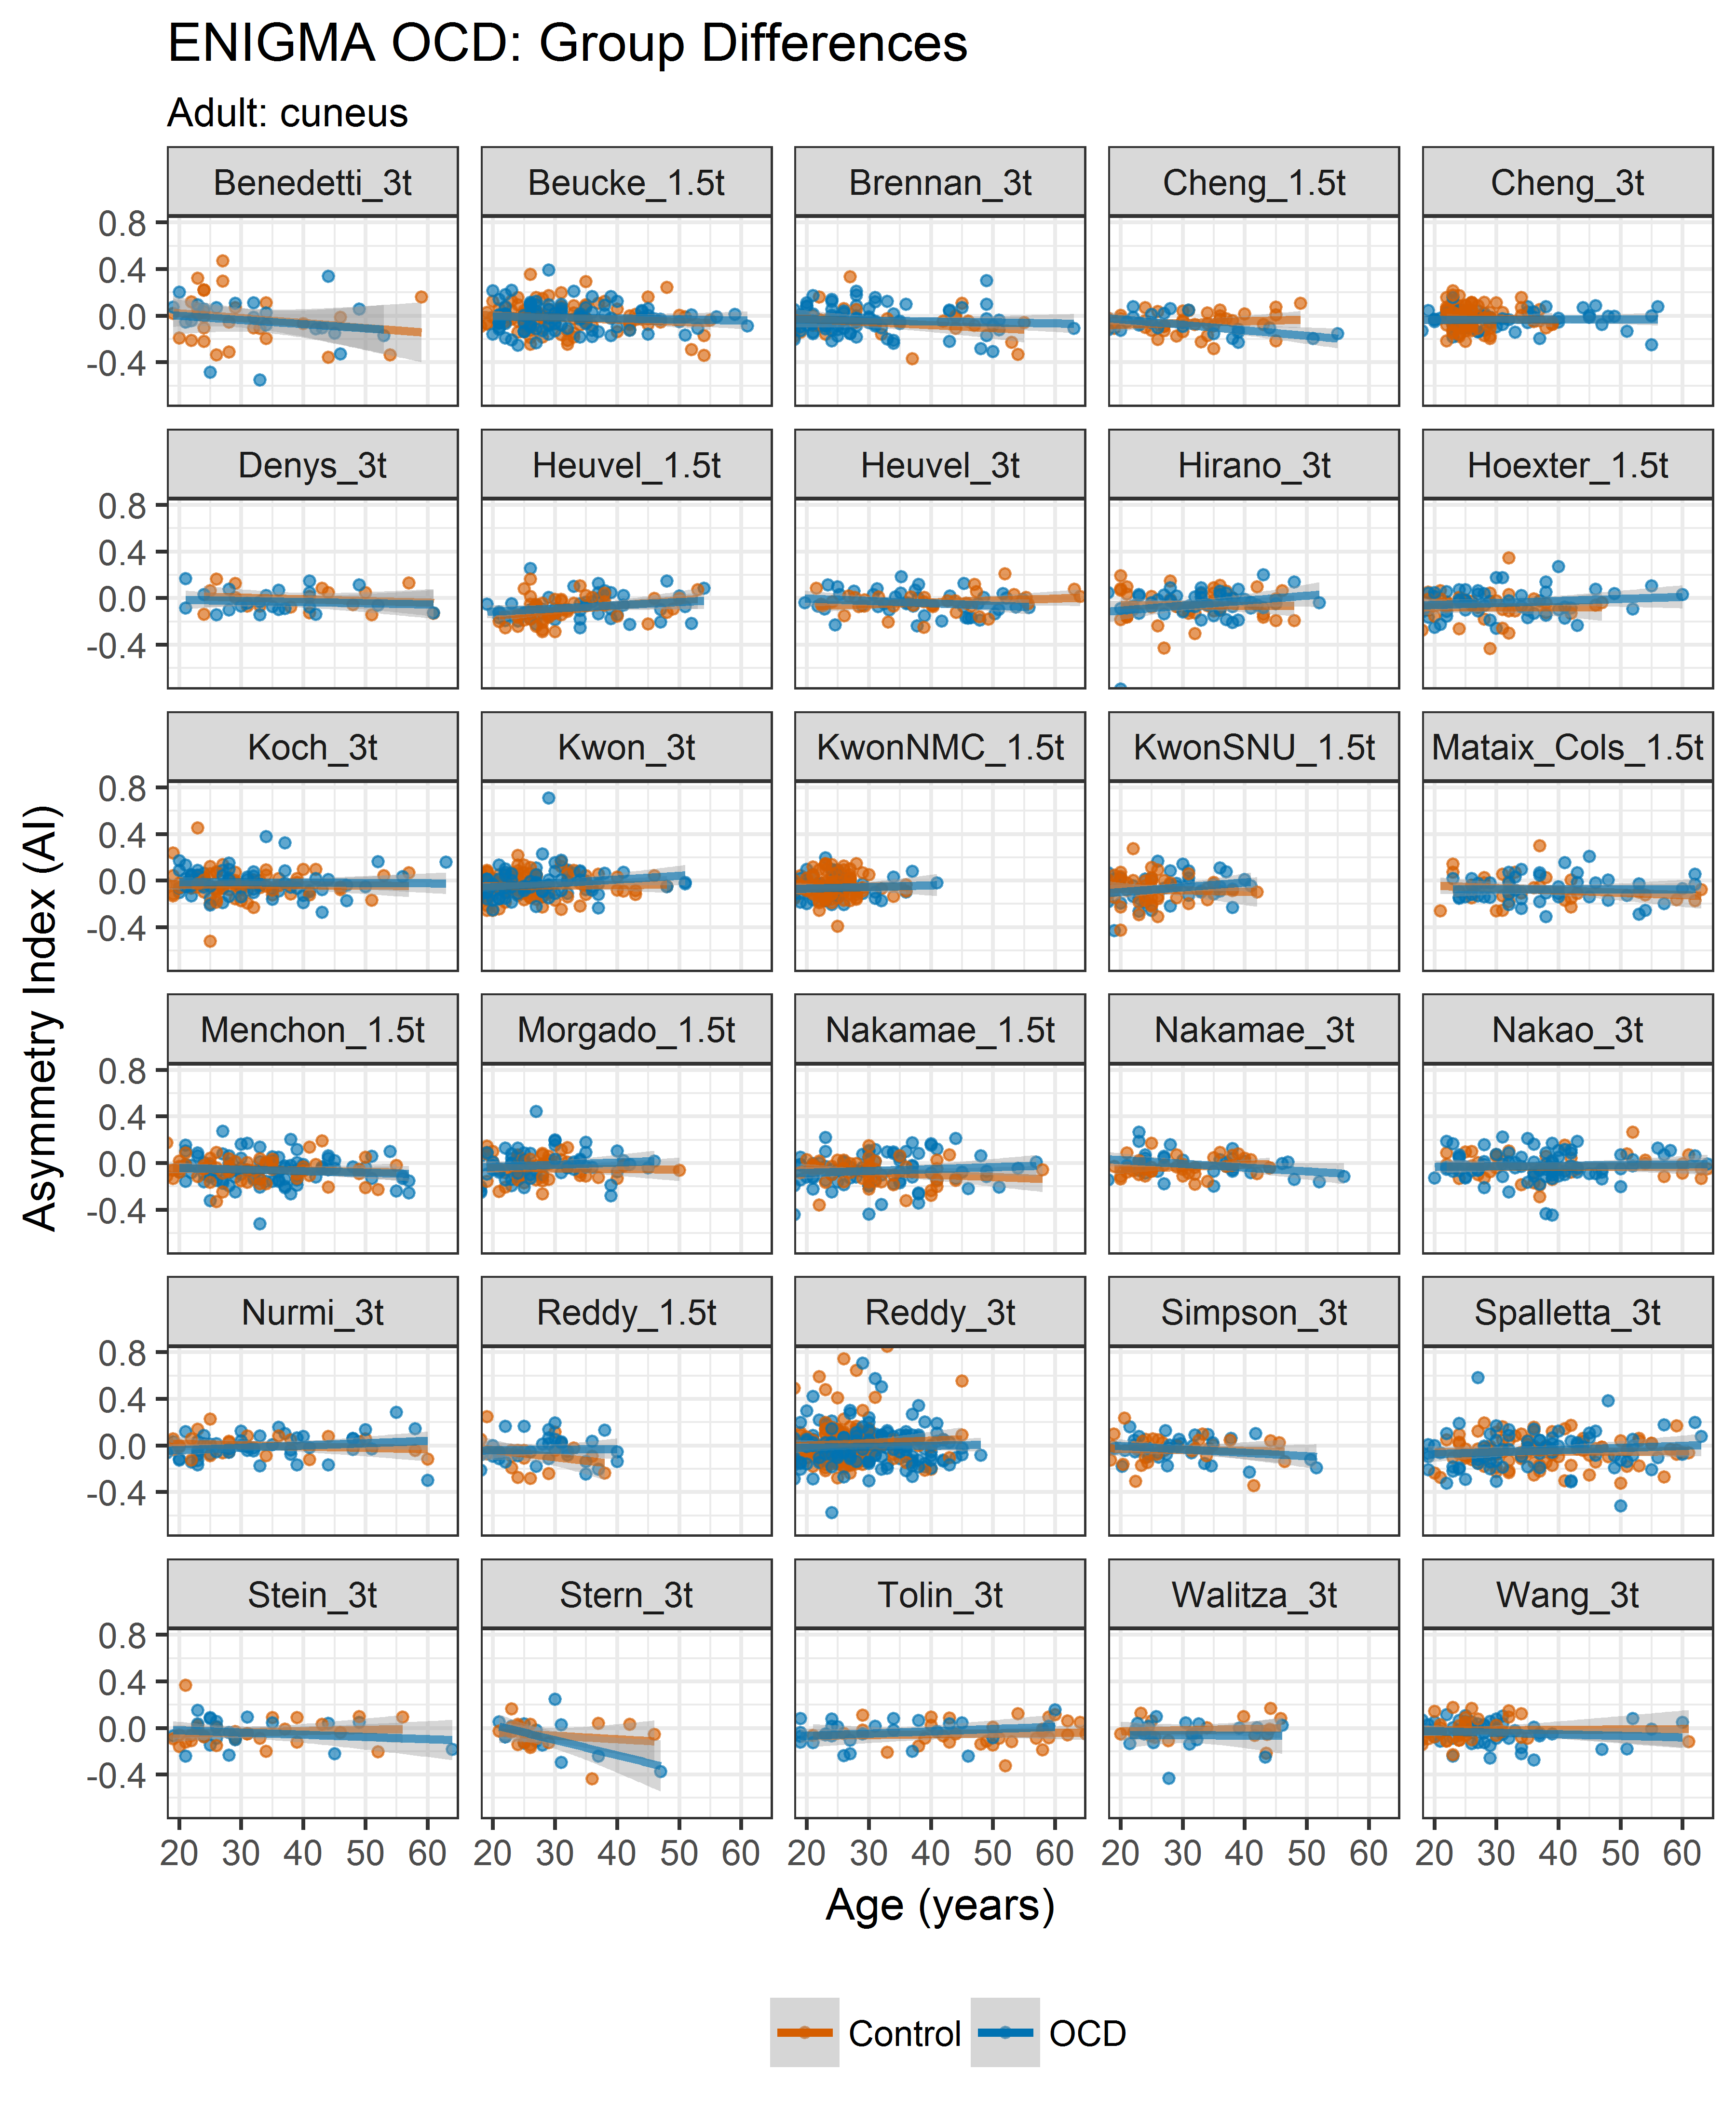 ENIGMA OCD: Group Differences
Adult: cuneus
Benedetti_3t Beucke_1.5t Brennan_3t Cheng_1.5t Cheng_3t
0.8
0.4
0.0
-0.4
Denys_3t Heuvel_1.5t Heuvel_3t Hirano_3t Hoexter_1.5t
0.8
0.4
0.0
-0.4
Koch_3t Kwon_3t KwonNMC_1.5t KwonSNU_1.5t Mataix_Cols_1.5t
0.8
0.4
0.0
-0.4
Menchon_1.5t Morgado_1.5t Nakamae_1.5t Nakamae_3t Nakao_3t
0.8
0.4
0.0
-0.4
Nurmi_3t Reddy_1.5t Reddy_3t Simpson_3t Spalletta_3t
0.8
0.4
0.0
-0.4
Stein_3t Stern_3t Tolin_3t Walitza_3t Wang_3t
0.8
0.4
0.0
-0.4
20 30 40 50 60 20 30 40 50 60 20 30 40 50 60 20 30 40 50 60 20 30 40 50 60
Asymmetry Index (AI)
Age (years)
Control OCD